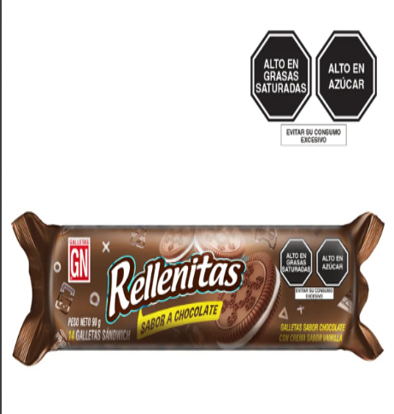 ALTO EN
GRASAS
SATURADAS
ALTO EN
AZÚCAR
EVITAR SU CONSUMO
EXCESIVO
GALLETAS
GN
Rellenitas
SABOR A CHOCOLATE
PESO NETO 90 g
14 GALLETAS SÁNDWICH
ALTO EN
GRASAS
SATURADAS
ALTO EN
AZÚCAR
EVITAR SU CONSUMO
EXCESIVO
GALLETAS SABOR CHOCOLATE
CON CREMA SABOR VAINILLA